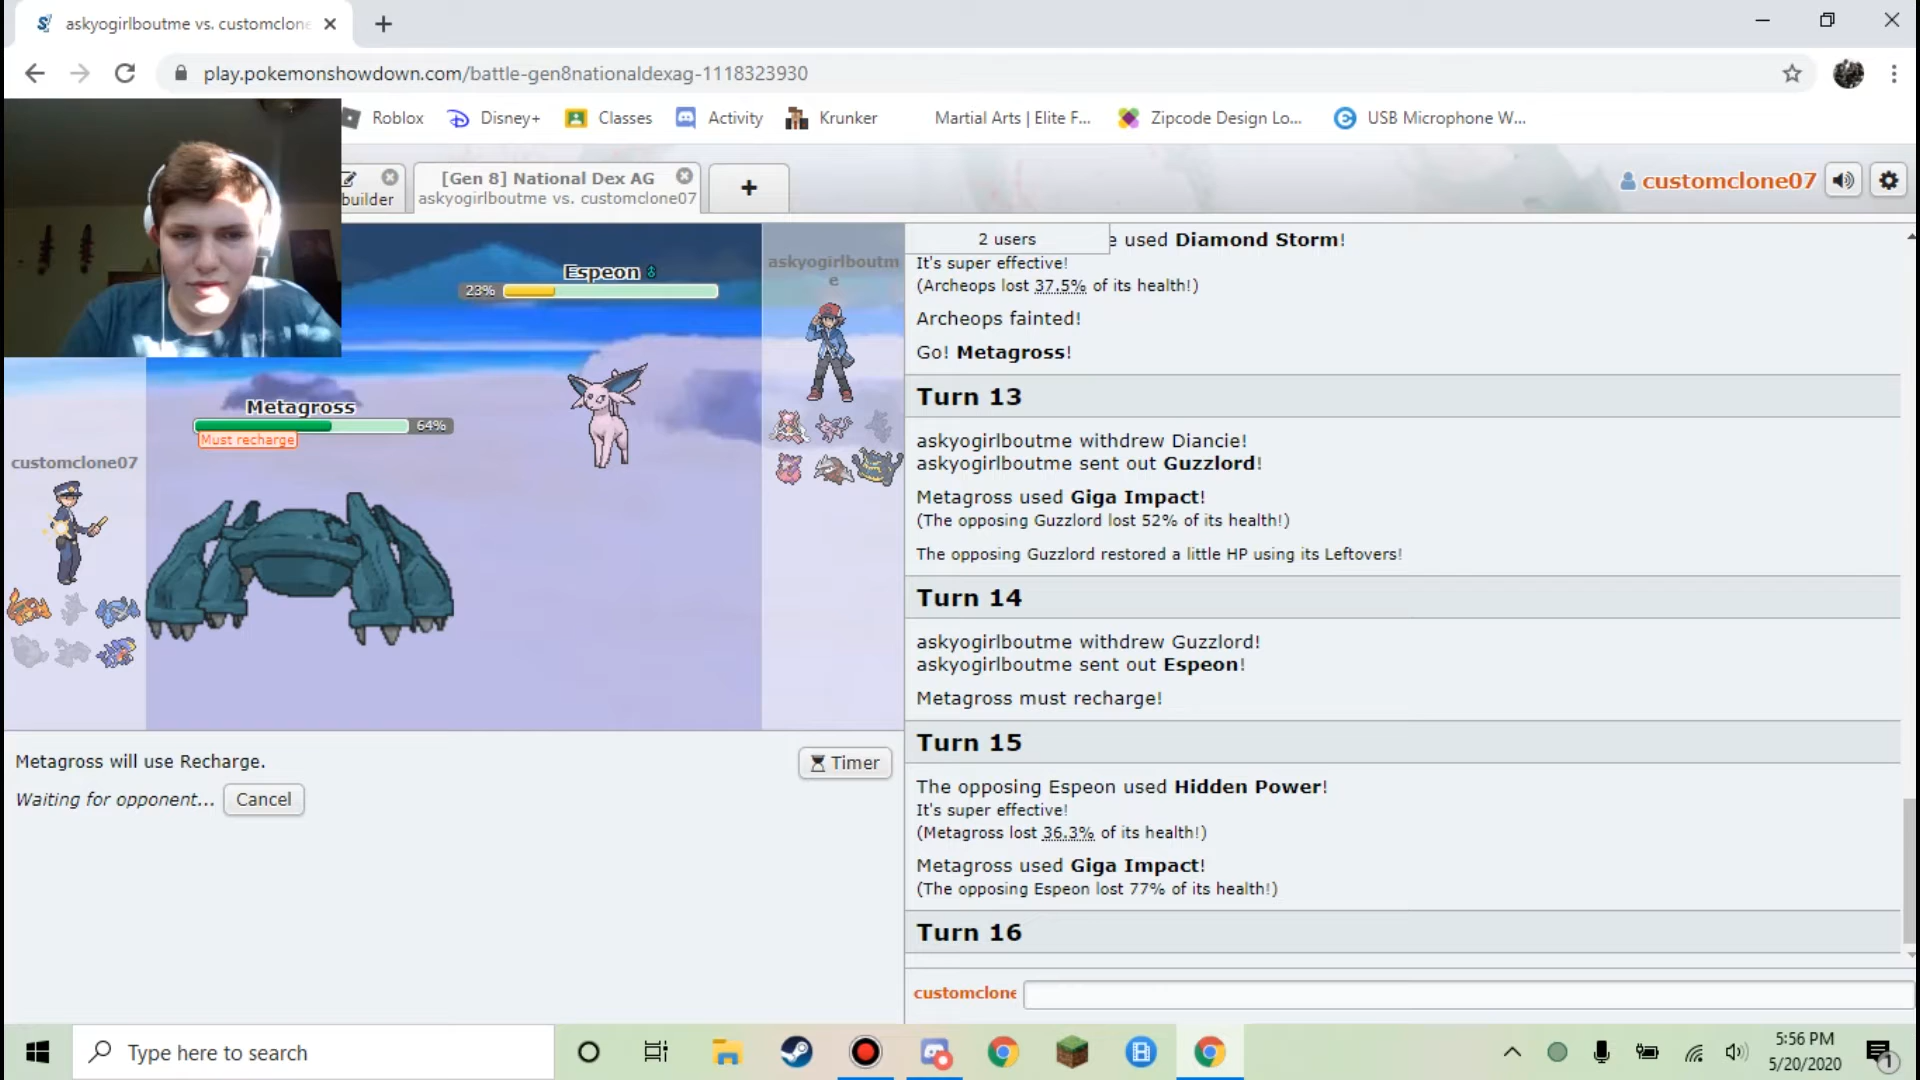 askyogirlboutme vs. customclone
play.pokemonshowdown.com/battle-gen8nationaldexag-1118323930
Roblox
Disney+
Classes
Activity
Krunker
Martial Arts | Elite F...
Zipcode Design Lo...
USB Microphone W...
builder
[Gen 8] National Dex AG
askyogirlboutme vs. customclone07
+
customclone07
2 users
e used Diamond Storm!
It's super effective!
(Archeops lost 37.5% of its health!)
Archeops fainted!
Go! Metagross!
Turn 13
askyogirlboutme withdrew Diancie!
askyogirlboutme sent out Guzzlord!
Metagross used Giga Impact!
(The opposing Guzzlord lost 52% of its health!)
The opposing Guzzlord restored a little HP using its Leftovers!
Turn 14
askyogirlboutme withdrew Guzzlord!
askyogirlboutme sent out Espeon!
Metagross must recharge!
Turn 15
The opposing Espeon used Hidden Power!
It's super effective!
(Metagross lost 36.3% of its health!)
Metagross used Giga Impact!
(The opposing Espeon lost 77% of its health!)
Turn 16
customclone
Espeon
23%
askyogirlboutm
e
Metagross
64%
Must recharge
customclone07
Metagross will use Recharge.
Timer
Waiting for opponent...
Cancel
Type here to search
5:56 PM
5/20/2020
1